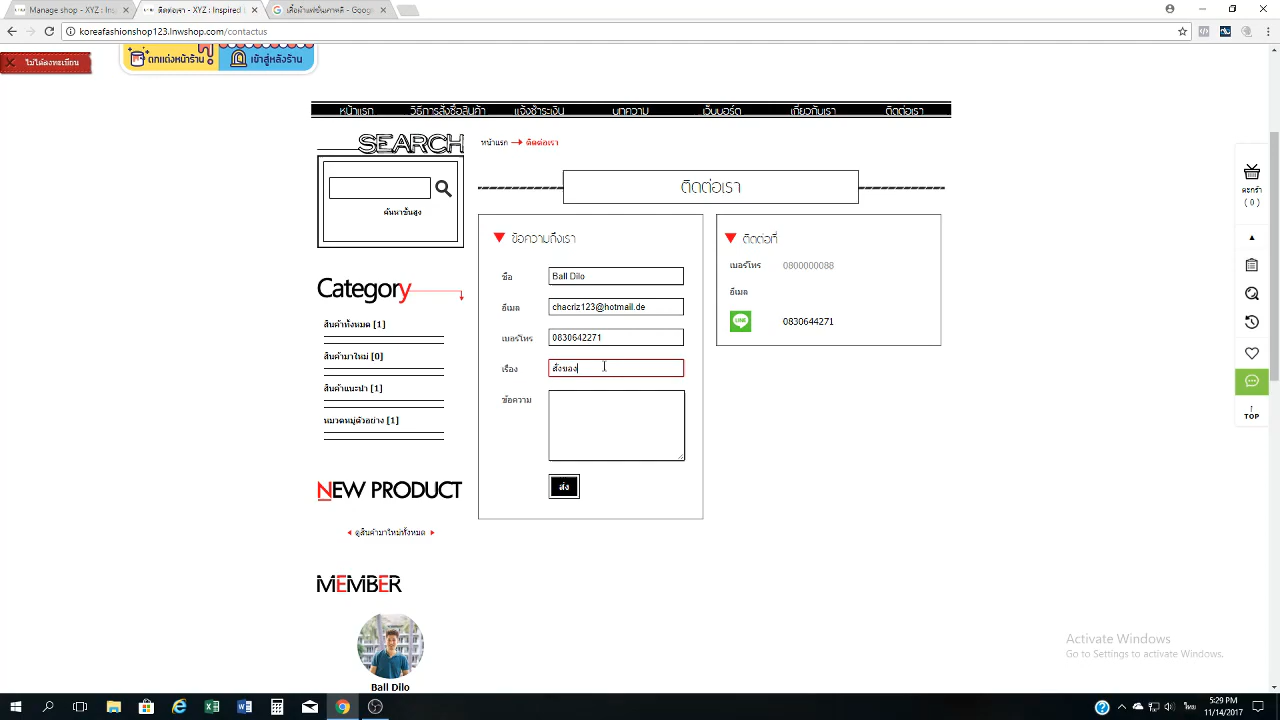 Manage shop : Ins
ติดต่อเรา - XYZ : Inspired
เสื้อผ้าแฟชั่นเกาหลี - Goog
koreafashionshop123.lnwshop.com/contactus
ไม่ได้ลงทะเบียน
ตกแต่งหน้าร้าน
เข้าสู่หลังร้าน
หน้าแรก วิธีการสั่งซื้อสินค้า แจ้งชำระเงิน บทความ เว็บบอร์ด เกี่ยวกับเรา ติดต่อเรา
SEARCH
ค้นหาขั้นสูง
หน้าแรก ติดต่อเรา
ติดต่อเรา
ข้อความถึงเรา
ชื่อ Ball Dilo
อีเมล chacriz123@hotmail.de
เบอร์โทร 0830642271
เรื่อง สั่งของ
ข้อความ
ส่ง
ติดต่อที่
เบอร์โทร 0800000088
อีเมล
LINE 0830644271
ตะกร้า
( 0 )
TOP
Category
สินค้าทั้งหมด [1]
สินค้ามาใหม่ [0]
สินค้าแนะนำ [1]
หมวดหมู่ตัวอย่าง [1]
NEW PRODUCT
ดูสินค้ามาใหม่ทั้งหมด
MEMBER
Ball Dilo
Activate Windows
Go to Settings to activate Windows.
ไทย
5:29 PM
11/14/2017